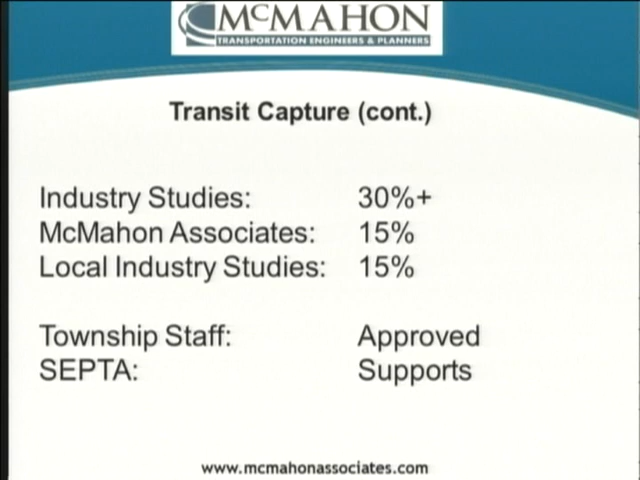 McMAHON
TRANSPORTATION ENGINEERS & PLANNERS
Transit Capture (cont.)
Industry Studies: 30%+
McMahon Associates: 15%
Local Industry Studies: 15%
Township Staff: Approved
SEPTA: Supports
www.mcmahonassociates.com